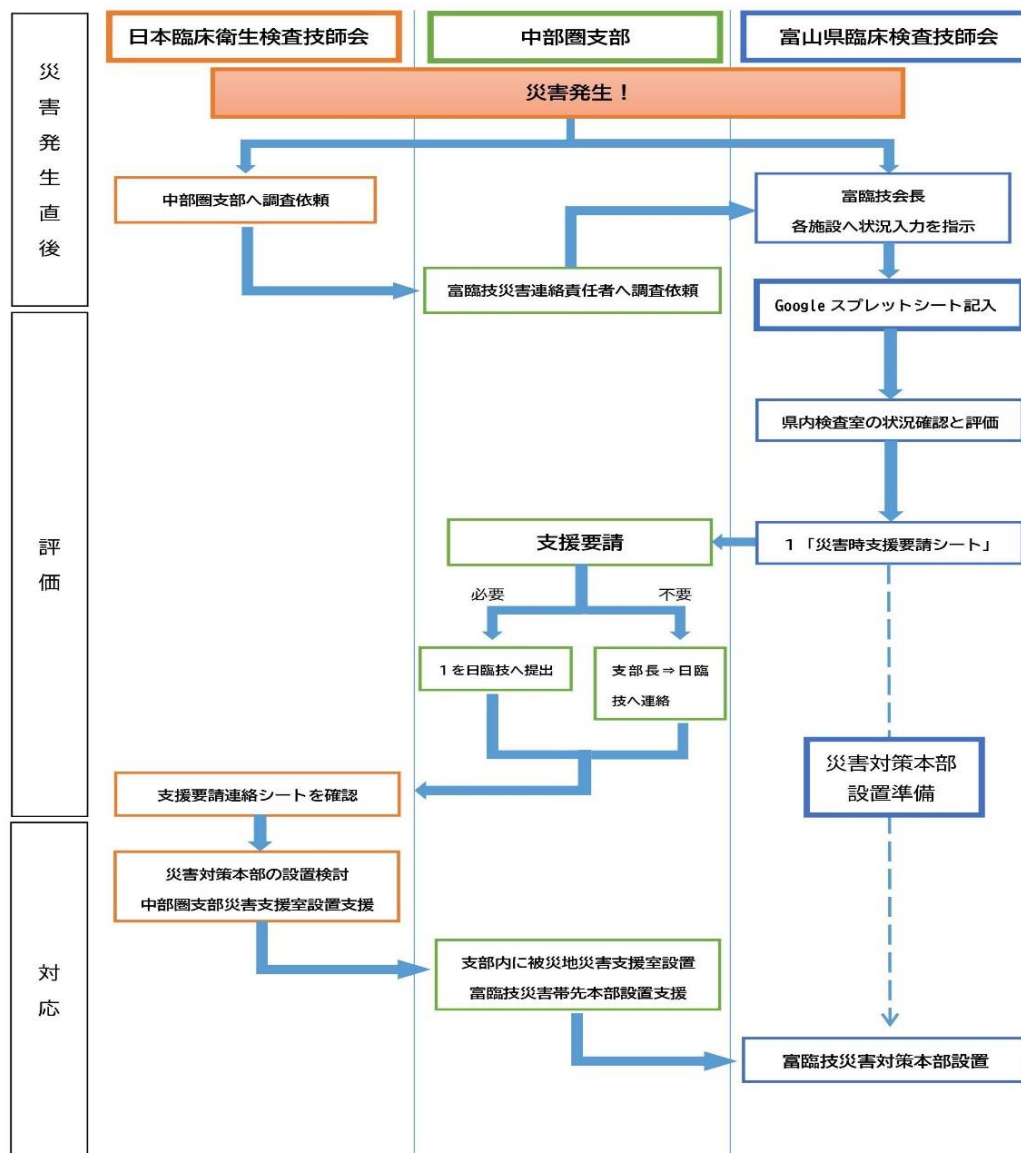 日本臨床衛生検査技師会
中部圏支部
富山県臨床検査技師会
災害発生直後
災害発生！
中部圏支部へ調査依頼
富臨技会長
各施設へ状況入力を指示
富臨技災害連絡責任者へ調査依頼
Google スプレットシート記入
評価
県内検査室の状況確認と評価
支援要請
1「災害時支援要請シート」
必要
不要
1を日臨技へ提出
支部長⇒日臨
技へ連絡
災害対策本部
設置準備
支援要請連絡シートを確認
対応
災害対策本部の設置検討
中部圏支部災害支援室設置支援
支部内に被災地災害支援室設置
富臨技災害帯先本部設置支援
富臨技災害対策本部設置